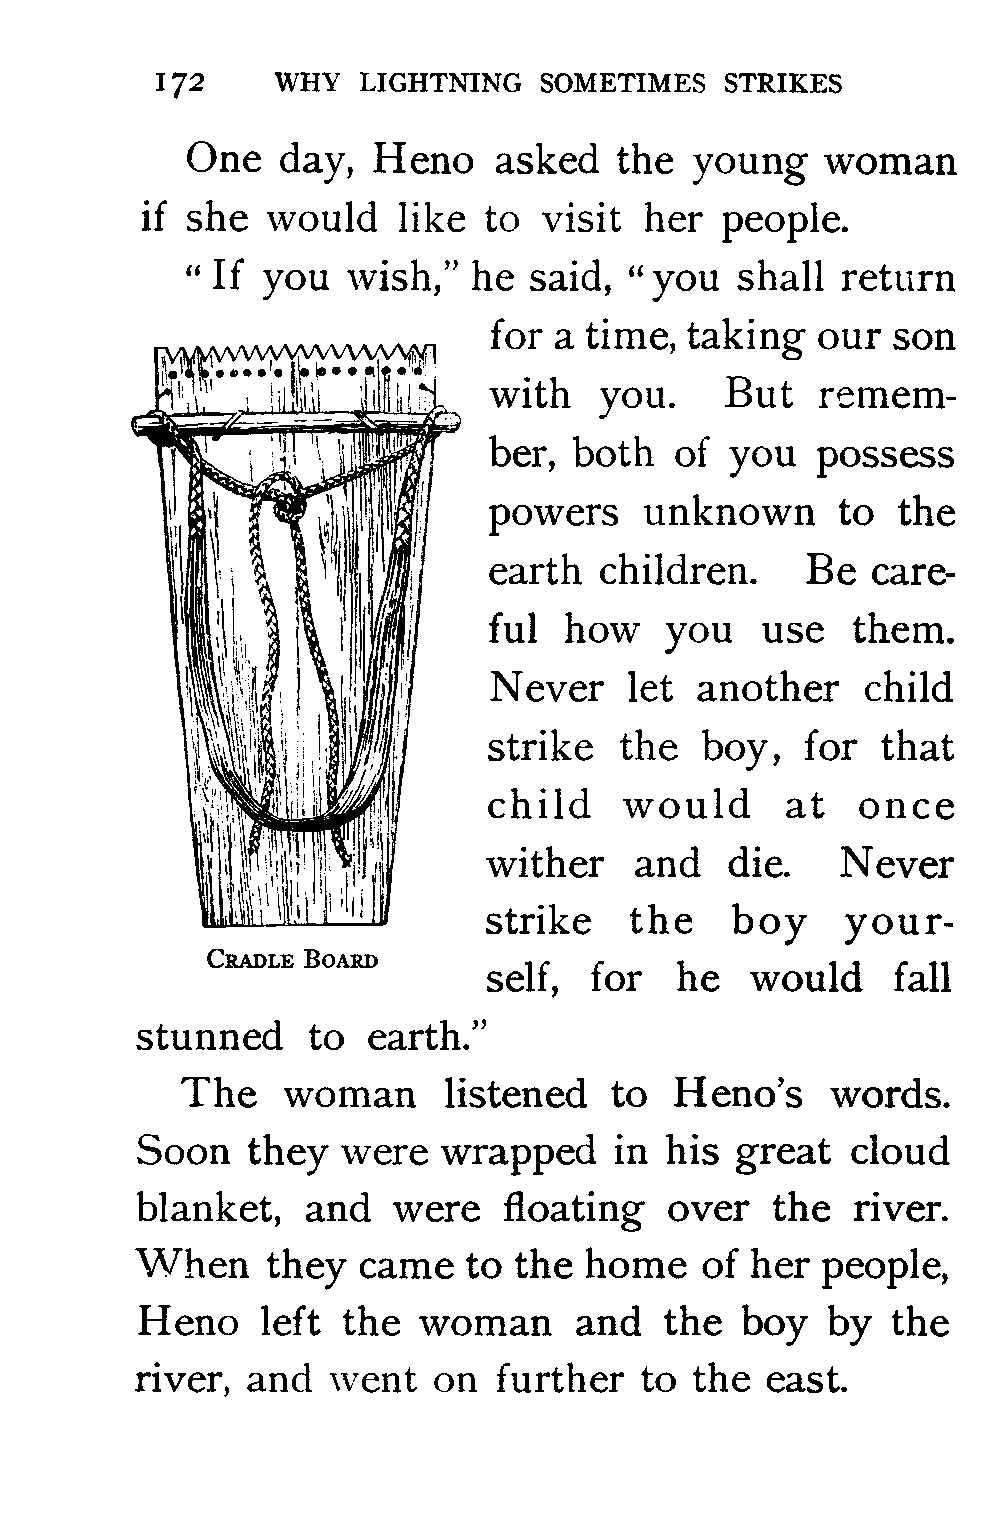 172 WHY LIGHTNING SOMETIMES STRIKES
One day, Heno asked the young woman
if she would like to visit her people.
“ If you wish,” he said, “ you shall return
for a time, taking our son
with you. But remem-
ber, both of you possess
powers unknown to the
earth children. Be care-
ful how you use them.
Never let another child
strike the boy, for that
child would at once
wither and die. Never
strike the boy your-
self, for he would fall
CRADLE BOARD
stunned to earth.”
The woman listened to Heno’s words.
Soon they were wrapped in his great cloud
blanket, and were floating over the river.
When they came to the home of her people,
Heno left the woman and the boy by the
river, and went on further to the east.